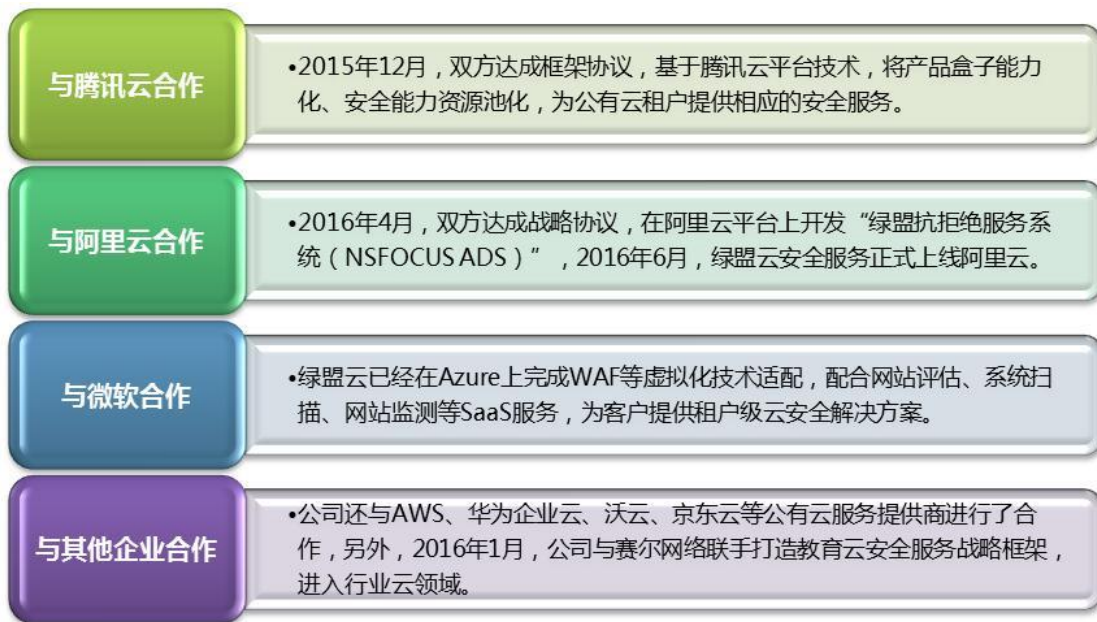 与腾讯云合作
•2015年12月，双方达成框架协议，基于腾讯云平台技术，将产品盒子能力
化、安全能力资源池化，为公有云租户提供相应的安全服务。
与阿里云合作
•2016年4月，双方达成战略协议，在阿里云平台上开发“绿盟抗拒绝服务系
统（NSFOCUS ADS）”，2016年6月，绿盟云安全服务正式上线阿里云。
与微软合作
•绿盟云已经在Azure上完成WAF等虚拟化技术适配，配合网站评估、系统扫
描、网站监测等SaaS服务，为客户提供租户级云安全解决方案。
与其他企业合作
•公司还与AWS、华为企业云、沃云、京东云等公有云服务提供商进行了合
作，另外，2016年1月，公司与赛尔网络联手打造教育云安全服务战略框架，
进入行业云领域。